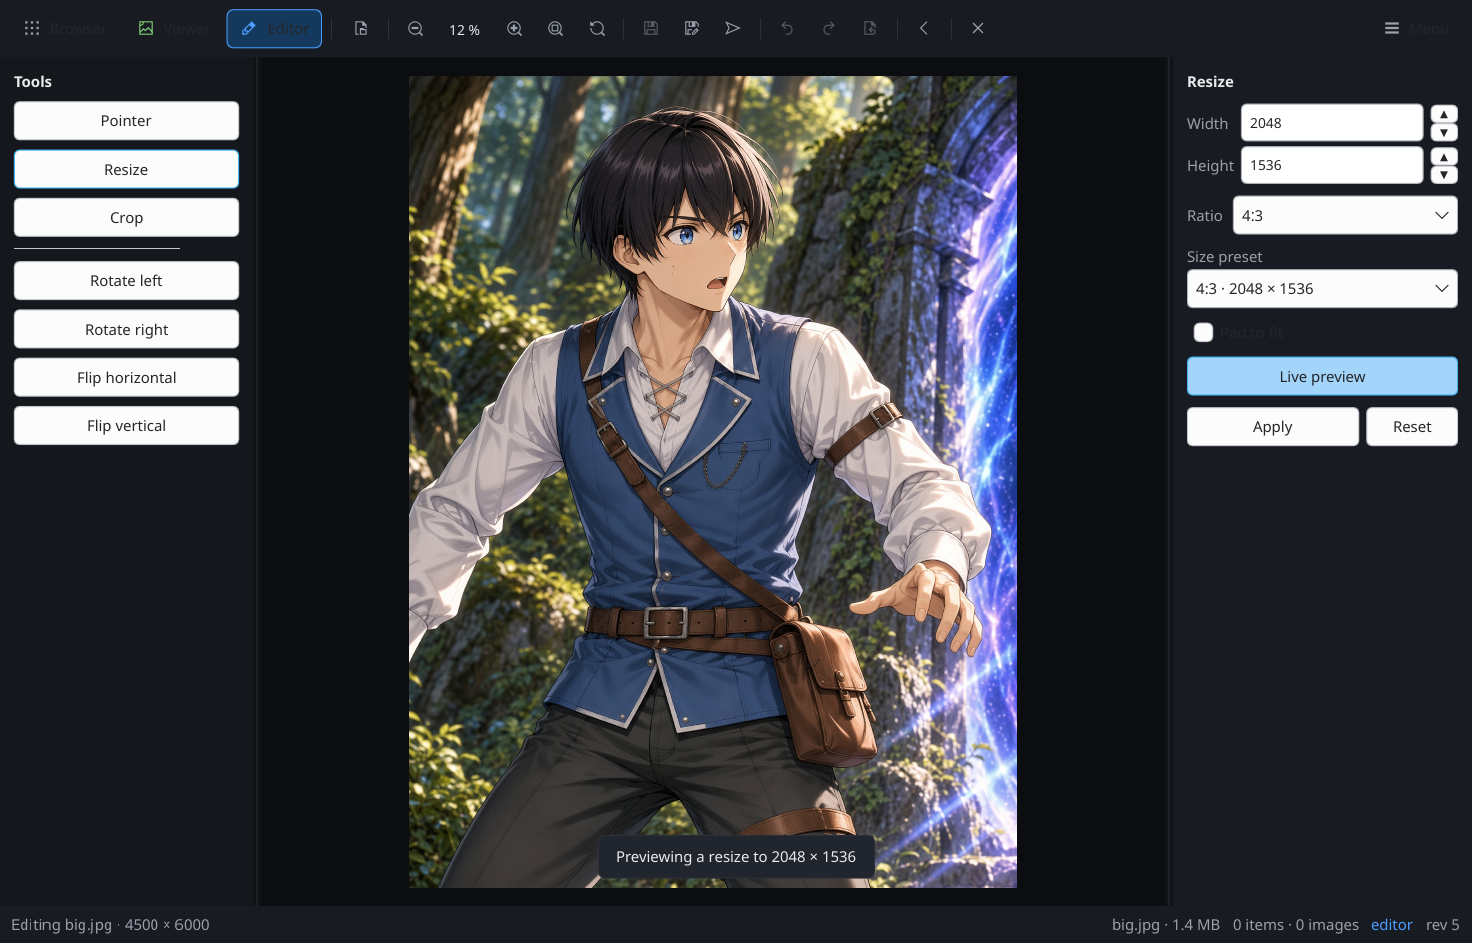 Browser
Viewer
Editor
12 %
Menu
Tools
Pointer
Resize
Crop
Rotate left
Rotate right
Flip horizontal
Flip vertical
Resize
Width 2048
Height 1536
Ratio 4:3
Size preset
4:3 · 2048 × 1536
Pad to fit
Live preview
Apply
Reset
Previewing a resize to 2048 × 1536
Editing big.jpg · 4500 × 6000
big.jpg · 1.4 MB 0 items · 0 images editor rev 5